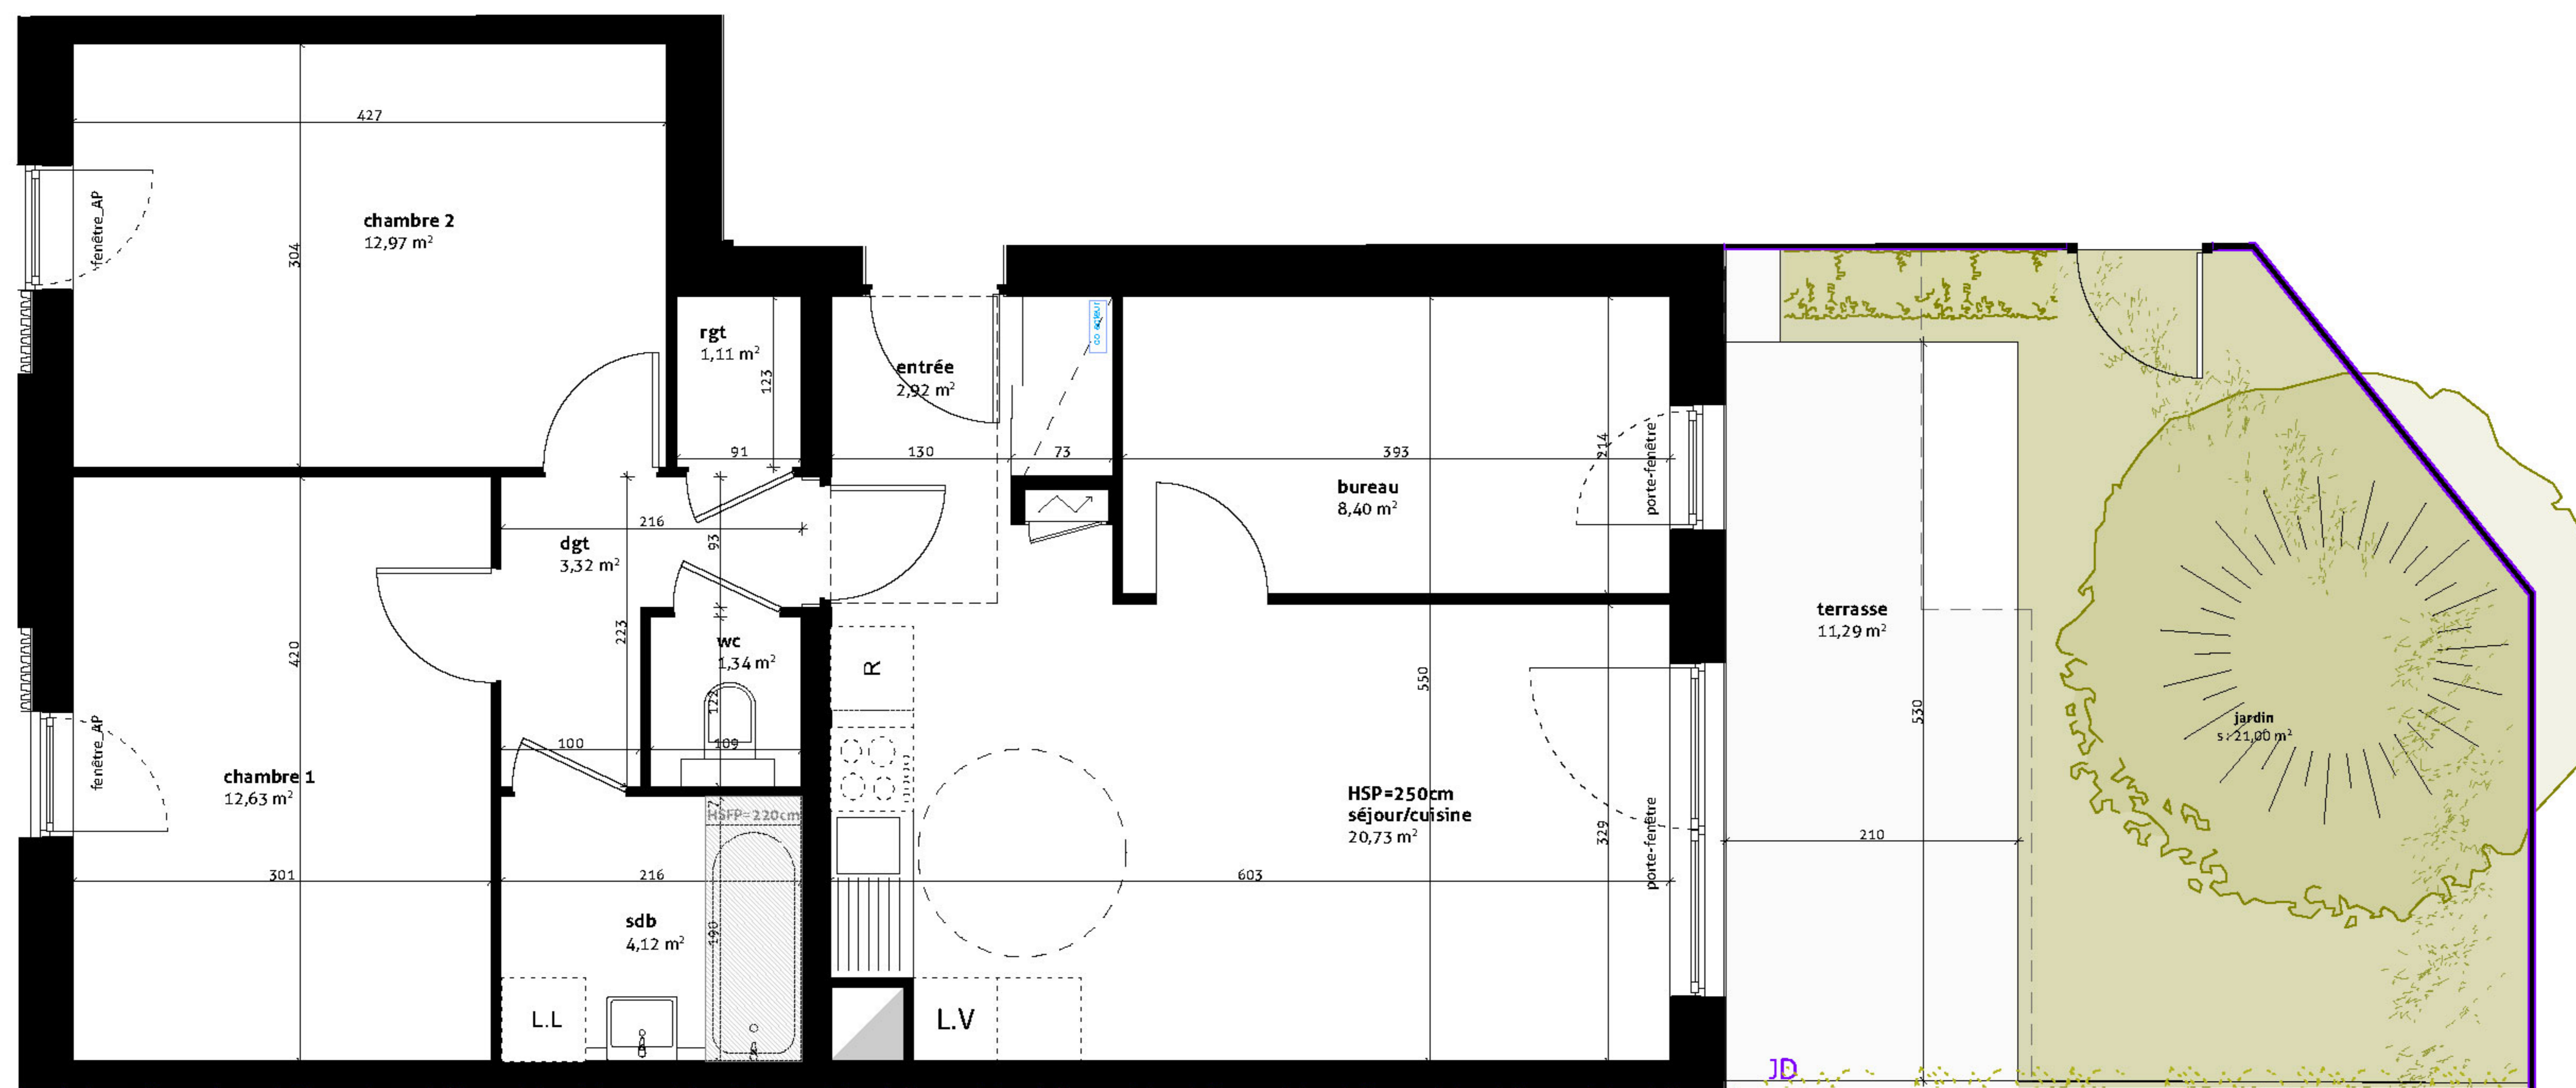 427
304
fenêtre_AP
chambre 2
12,97 m²
rgt
1,11 m²
123
91
entrée
2,92 m²
130
73
393
214
porte-fenêtre
bureau
8,40 m²
216
93
dgt
3,32 m²
223
wc
1,34 m²
122
100
109
420
fenêtre_AP
chambre 1
12,63 m²
301
HSFP=220cm
7
216
190
sdb
4,12 m²
L.L
R
L.V
550
HSP=250cm
séjour/cuisine
20,73 m²
603
329
porte-fenêtre
terrasse
11,29 m²
530
210
jardin
s : 21,00 m²
JD